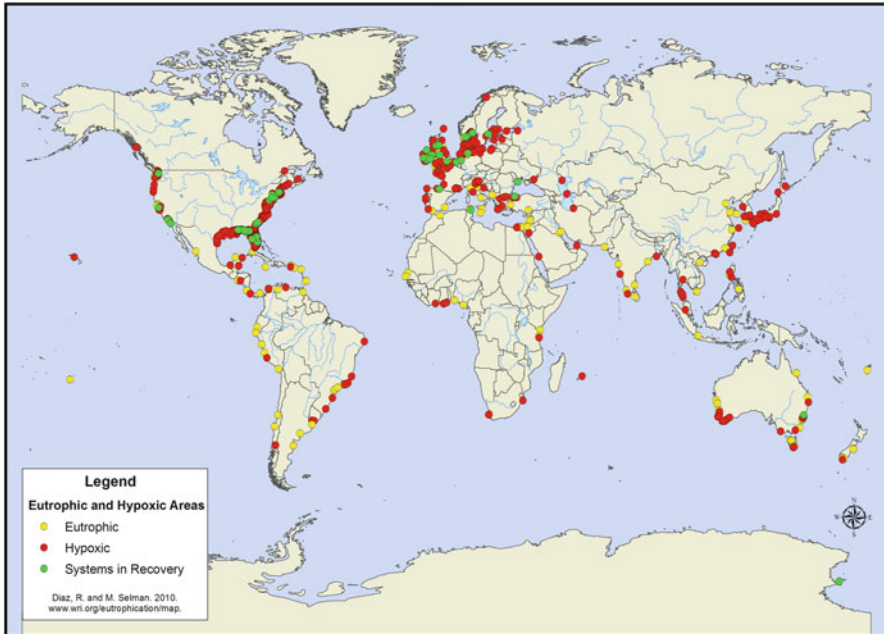 Legend
Eutrophic and Hypoxic Areas
Eutrophic
Hypoxic
Systems in Recovery
Diaz, R. and M. Selman. 2010.
www.wri.org/eutrophication/map.
N
W E
S